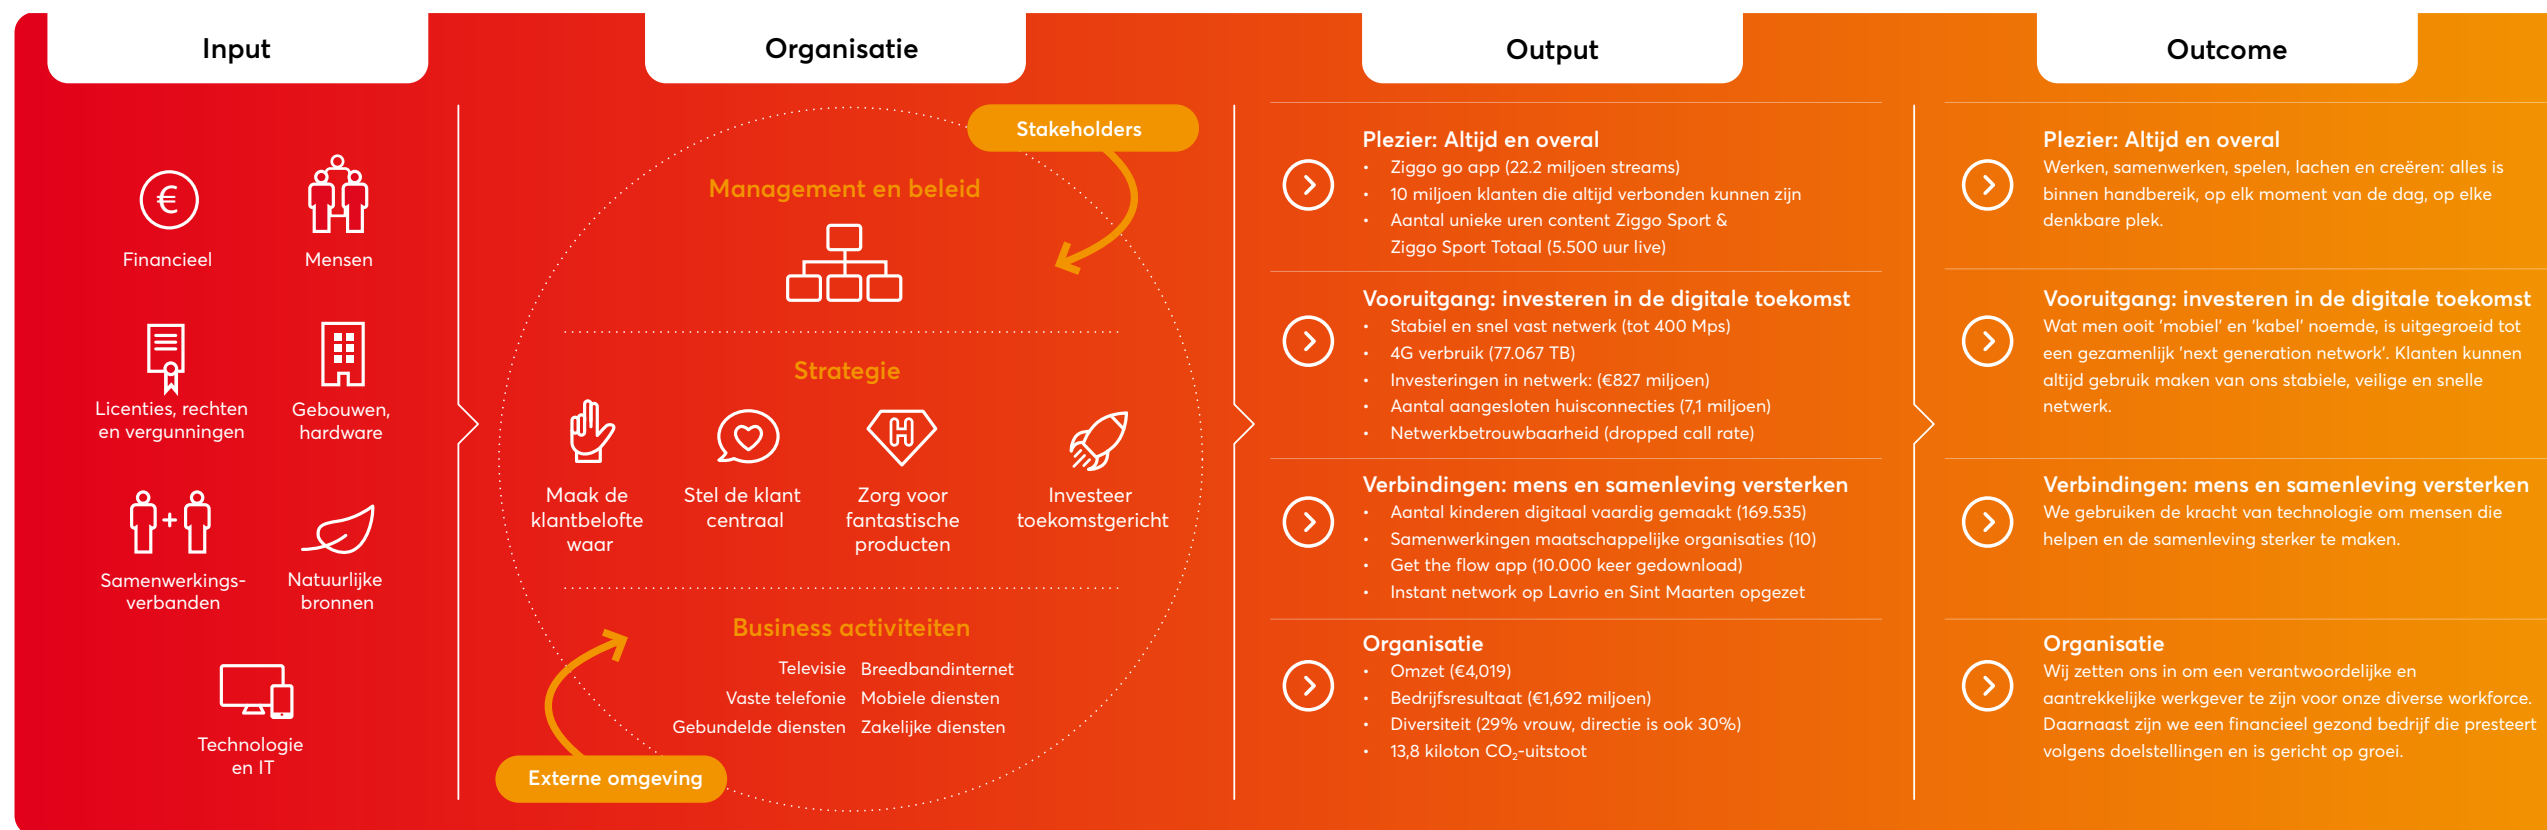 Input
Financieel
Mensen
Licenties, rechten
en vergunningen
Gebouwen,
hardware
Samenwerkings-
verbanden
Natuurlijke
bronnen
Technologie
en IT
Organisatie
Stakeholders
Management en beleid
Strategie
Maak de
klantbelofte
waar
Stel de klant
centraal
Zorg voor
fantastische
producten
Investeer
toekomstgericht
Business activiteiten
Televisie Breedbandinternet
Vaste telefonie Mobiele diensten
Gebundelde diensten Zakelijke diensten
Externe omgeving
Output
Plezier: Altijd en overal
• Ziggo go app (22.2 miljoen streams)
• 10 miljoen klanten die altijd verbonden kunnen zijn
• Aantal unieke uren content Ziggo Sport &
Ziggo Sport Totaal (5.500 uur live)
Vooruitgang: investeren in de digitale toekomst
• Stabiel en snel vast netwerk (tot 400 Mps)
• 4G verbruik (77.067 TB)
• Investeringen in netwerk: (€827 miljoen)
• Aantal aangesloten huisconnecties (7,1 miljoen)
• Netwerkbetrouwbaarheid (dropped call rate)
Verbindingen: mens en samenleving versterken
• Aantal kinderen digitaal vaardig gemaakt (169.535)
• Samenwerkingen maatschappelijke organisaties (10)
• Get the flow app (10.000 keer gedownload)
• Instant network op Lavrio en Sint Maarten opgezet
Organisatie
• Omzet (€4,019)
• Bedrijfsresultaat (€1,692 miljoen)
• Diversiteit (29% vrouw, directie is ook 30%)
• 13,8 kiloton CO₂-uitstoot
Outcome
Plezier: Altijd en overal
Werken, samenwerken, spelen, lachen en creëren: alles is
binnen handbereik, op elk moment van de dag, op elke
denkbare plek.
Vooruitgang: investeren in de digitale toekomst
Wat men ooit 'mobiel' en 'kabel' noemde, is uitgegroeid tot
een gezamenlijk 'next generation network'. Klanten kunnen
altijd gebruik maken van ons stabiele, veilige en snelle
netwerk.
Verbindingen: mens en samenleving versterken
We gebruiken de kracht van technologie om mensen die
helpen en de samenleving sterker te maken.
Organisatie
Wij zetten ons in om een verantwoordelijke en
aantrekkelijke werkgever te zijn voor onze diverse workforce.
Daarnaast zijn we een financieel gezond bedrijf die presteert
volgens doelstellingen en is gericht op groei.